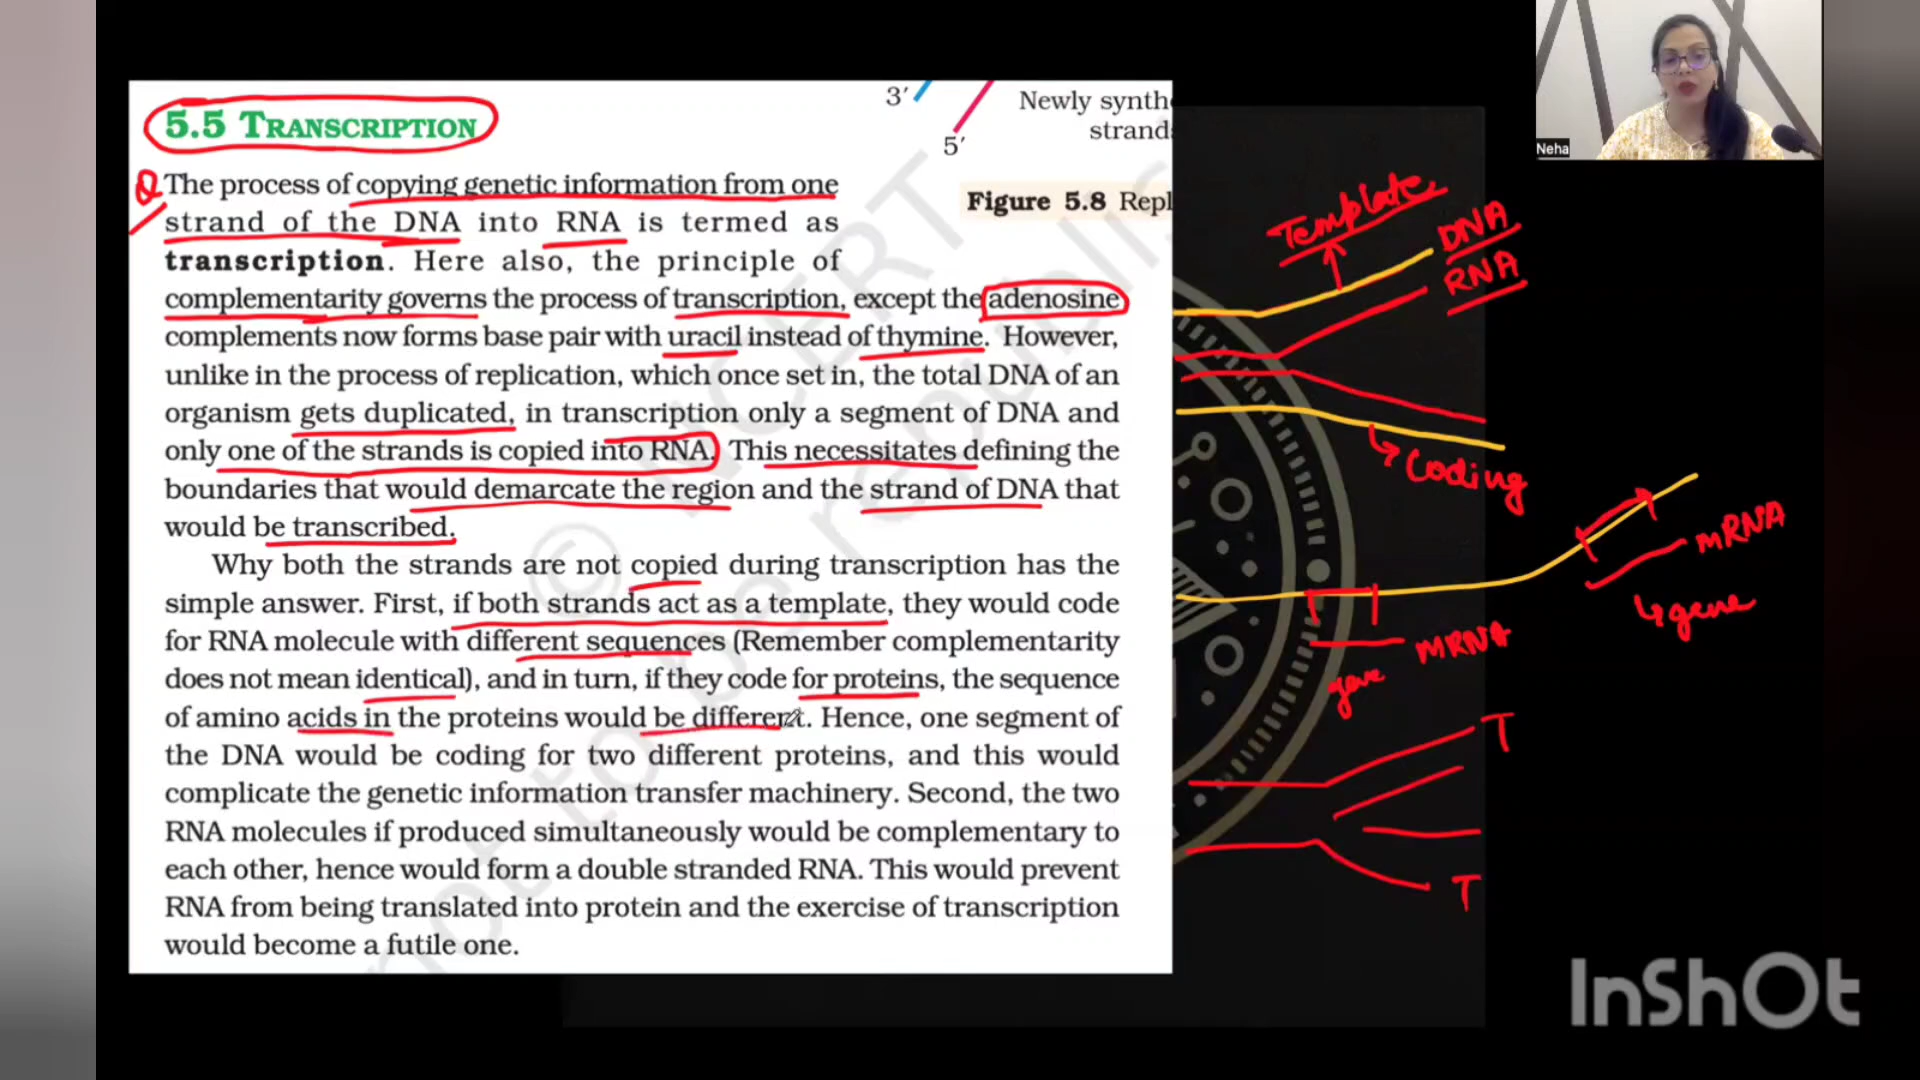 5.5 TRANSCRIPTION
The process of copying genetic information from one
strand of the DNA into RNA is termed as
transcription. Here also, the principle of
complementarity governs the process of transcription, except the adenosine
complements now forms base pair with uracil instead of thymine. However,
unlike in the process of replication, which once set in, the total DNA of an
organism gets duplicated, in transcription only a segment of DNA and
only one of the strands is copied into RNA. This necessitates defining the
boundaries that would demarcate the region and the strand of DNA that
would be transcribed.
Why both the strands are not copied during transcription has the
simple answer. First, if both strands act as a template, they would code
for RNA molecule with different sequences (Remember complementarity
does not mean identical), and in turn, if they code for proteins, the sequence
of amino acids in the proteins would be different. Hence, one segment of
the DNA would be coding for two different proteins, and this would
complicate the genetic information transfer machinery. Second, the two
RNA molecules if produced simultaneously would be complementary to
each other, hence would form a double stranded RNA. This would prevent
RNA from being translated into protein and the exercise of transcription
would become a futile one.
3′
5′
Newly synth
strand
Figure 5.8 Repl
© NCERT
not to be republis
Q
Template
DNA
RNA
Coding
mRNA
gene
MRNA
gene
T
T
Neha
InShOt